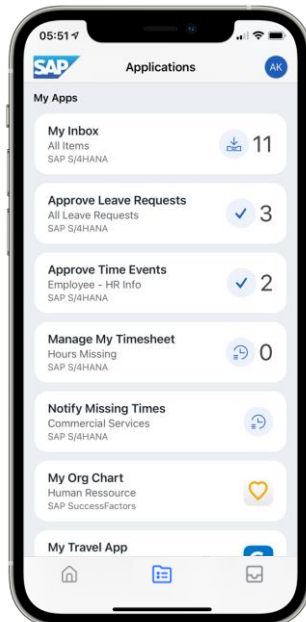 05:51
SAP
Applications
AK
My Apps
My Inbox
All Items
SAP S/4HANA
11
Approve Leave Requests
All Leave Requests
SAP S/4HANA
3
Approve Time Events
Employee - HR Info
SAP S/4HANA
2
Manage My Timesheet
Hours Missing
SAP S/4HANA
0
Notify Missing Times
Commercial Services
SAP S/4HANA
My Org Chart
Human Ressource
SAP SuccessFactors
My Travel App